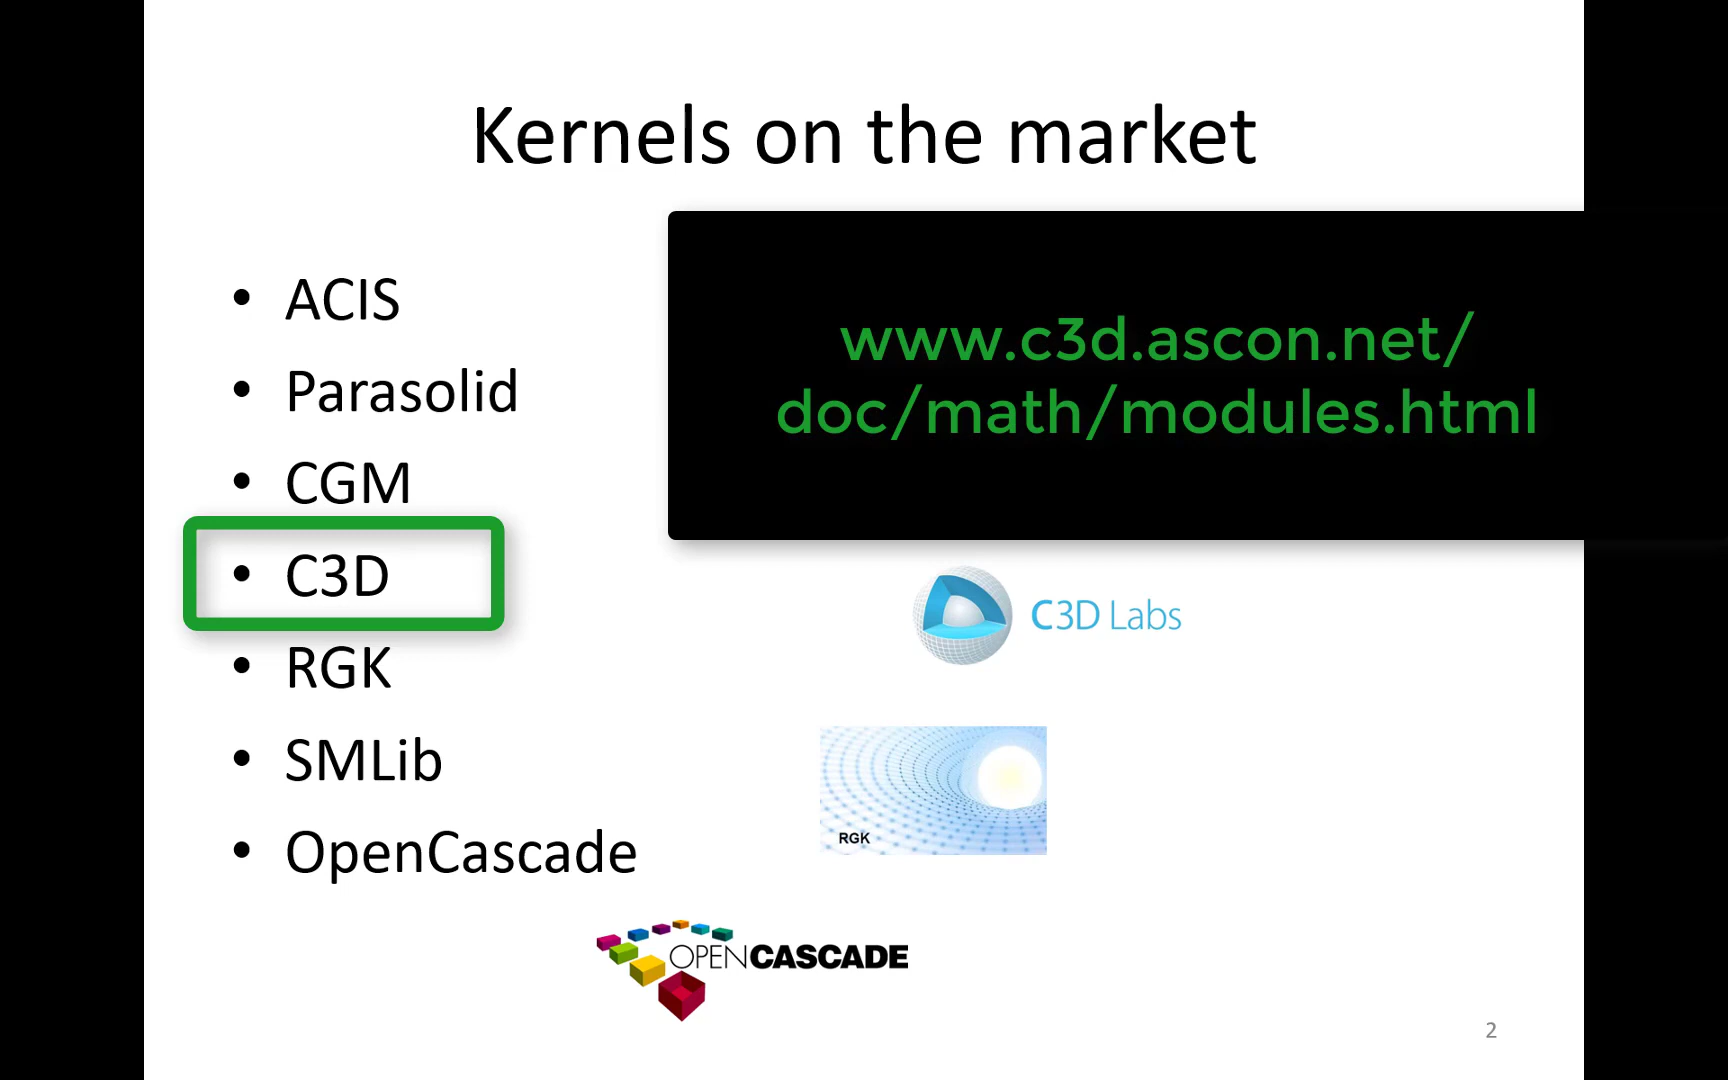 Kernels on the market
• ACIS
• Parasolid
• CGM
• C3D
• RGK
• SMLib
• OpenCascade
www.c3d.ascon.net/
doc/math/modules.html
C3D Labs
RGK
OPENCASCADE
2